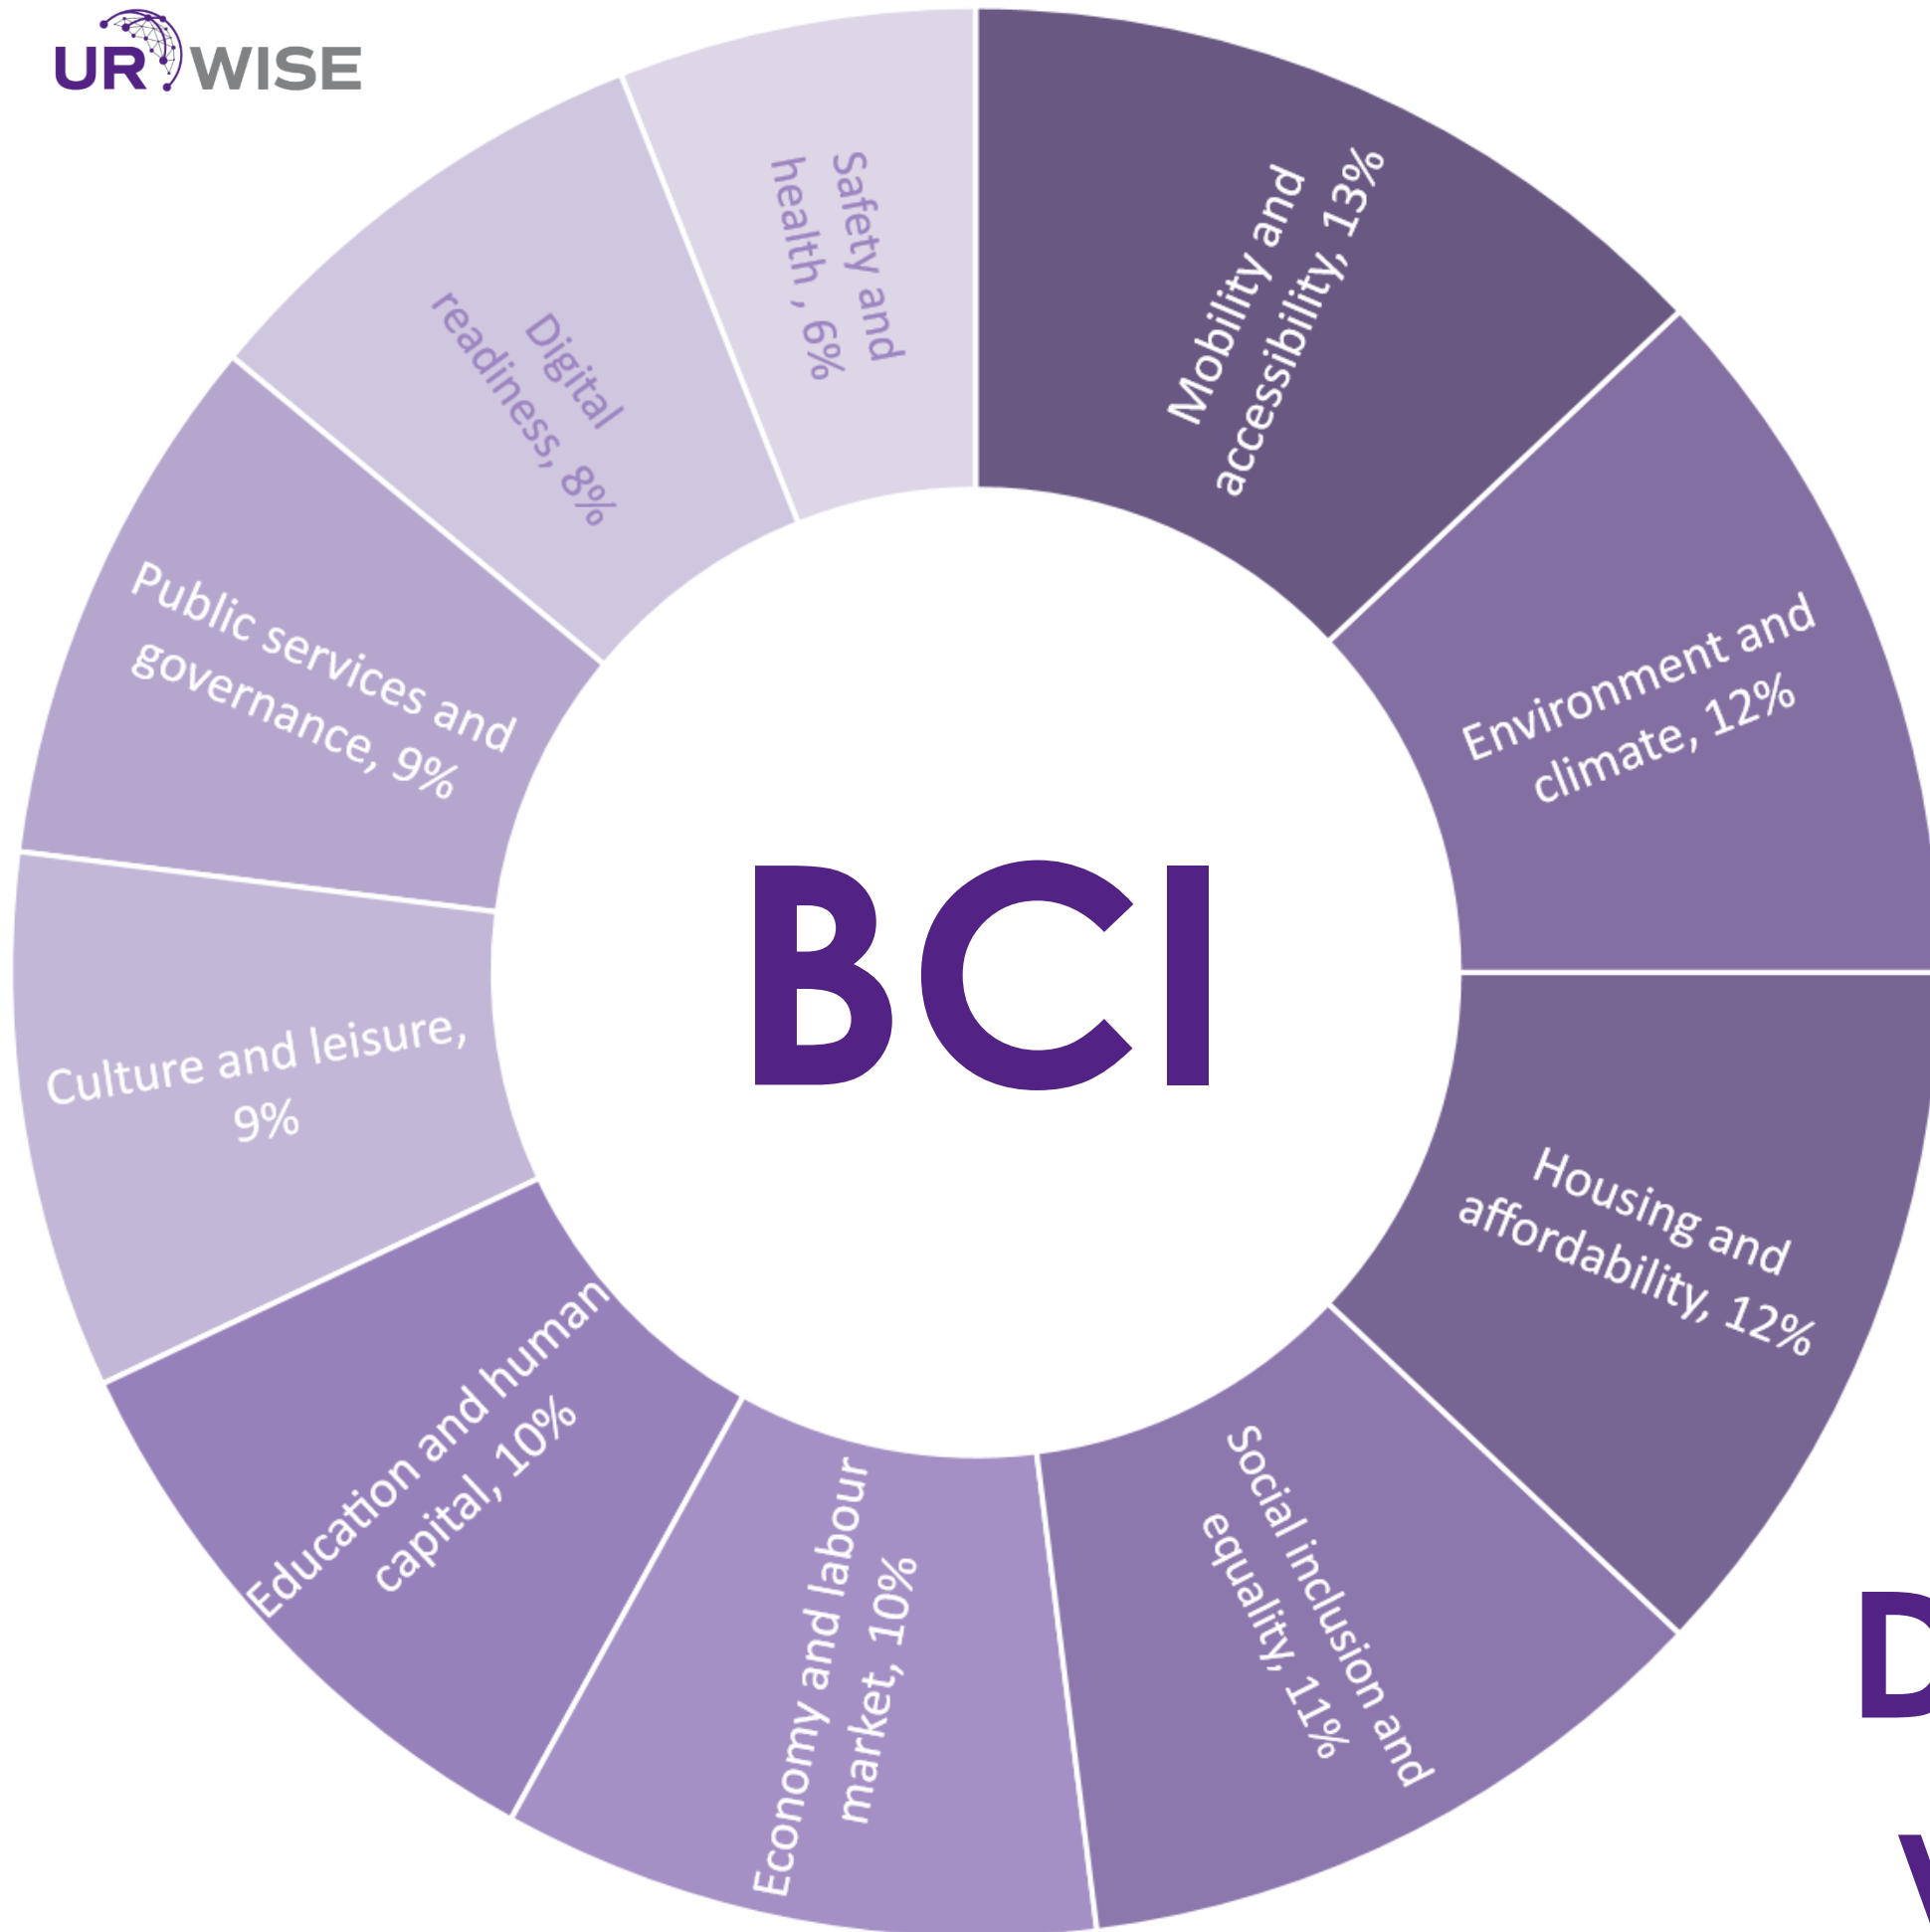 UR WISE
Mobility and
accessibility, 13%
Environment and
climate, 12%
Housing and
affordability, 12%
Social inclusion and
equality, 11%
Economy and labour
market, 10%
Education and human
capital, 10%
Culture and leisure,
9%
Public services and
governance, 9%
Digital
readiness, 8%
Safety and
health , 6%
BCI
D